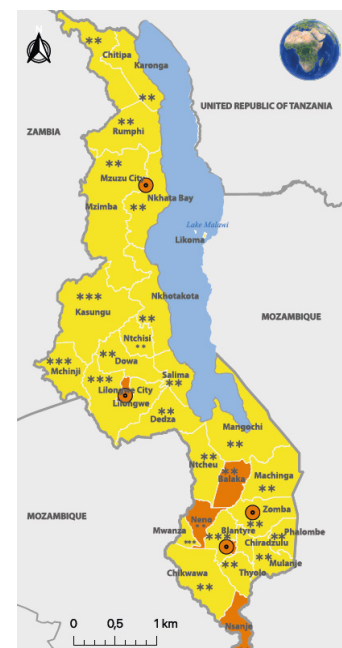 **
Chitipa
Karonga
**
UNITED REPUBLIC OF TANZANIA
**
Rumphi
ZAMBIA
**
Mzuzu City
Nkhata Bay
Mzimba
**
Lake Malawi
Likoma
***
Nkhotakota
Kasungu
**
MOZAMBIQUE
Ntchisi
**
**
Dowa
***
Mchinji
***
Salima
**
Lilongwe City
Lilongwe
**
Dedza
Mangochi
**
**
Ntcheu
**
Balaka
Machinga
**
Zomba
MOZAMBIQUE
Neno
**
**
Mwanza
***
Blantyre
***
Phalombe
**
Chiradzulu
**
Mulanje
Chikwawa
**
Thyolo
**
Nsanje
0 0,5 1 km